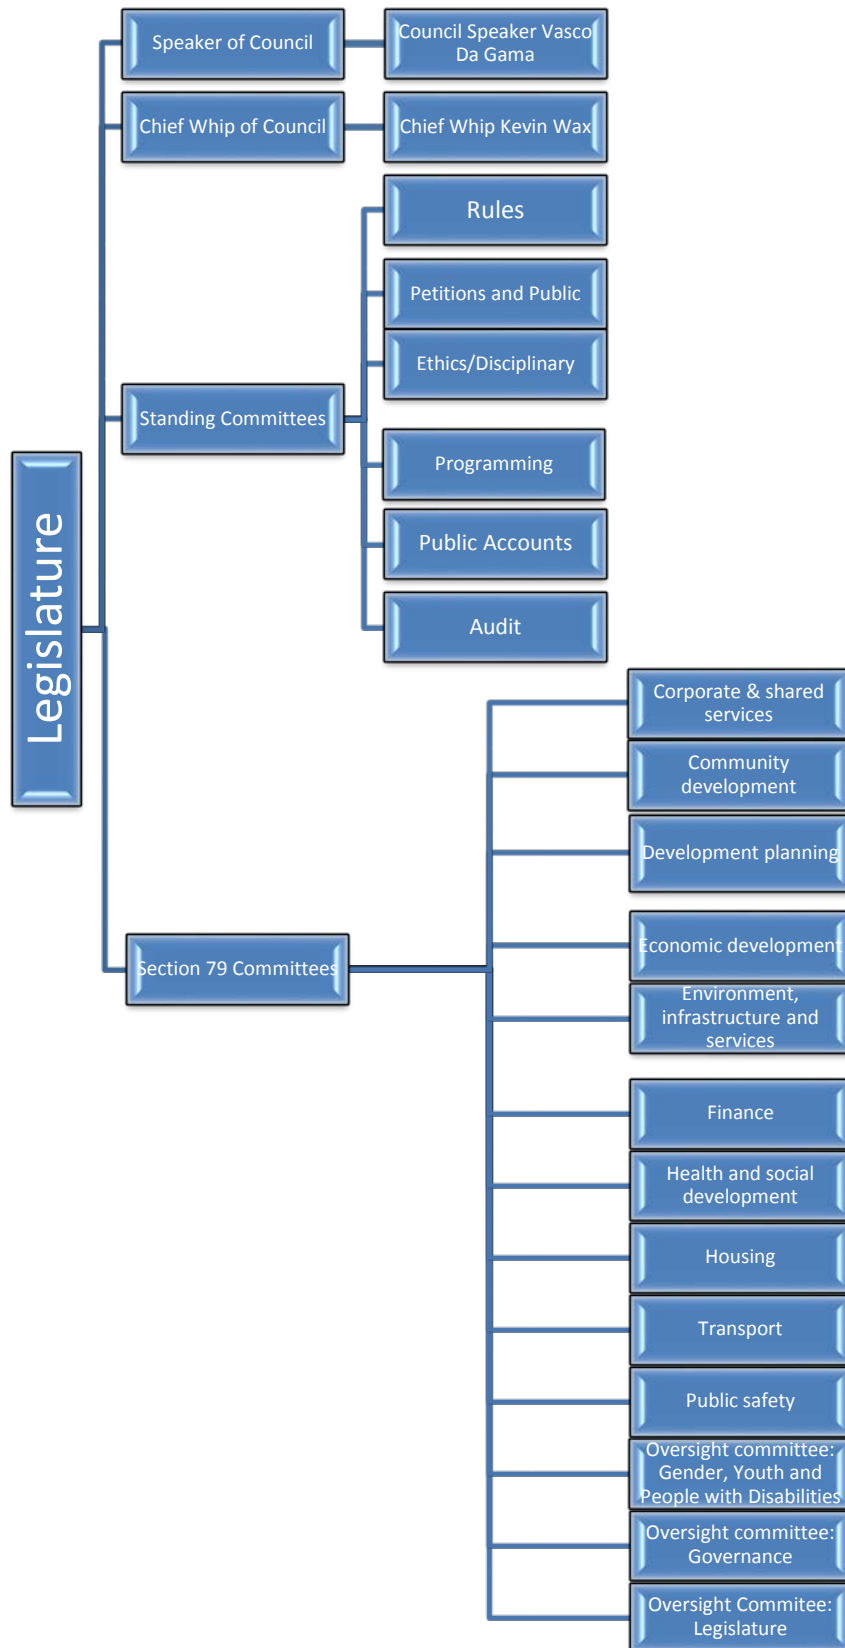 Legislature
Speaker of Council
Council Speaker Vasco
Da Gama
Chief Whip of Council
Chief Whip Kevin Wax
Standing Committees
Rules
Petitions and Public
Ethics/Disciplinary
Programming
Public Accounts
Audit
Section 79 Committees
Corporate & shared
services
Community
development
Development planning
Economic development
Environment,
infrastructure and
services
Finance
Health and social
development
Housing
Transport
Public safety
Oversight committee:
Gender, Youth and
People with Disabilities
Oversight committee:
Governance
Oversight Commitee:
Legislature